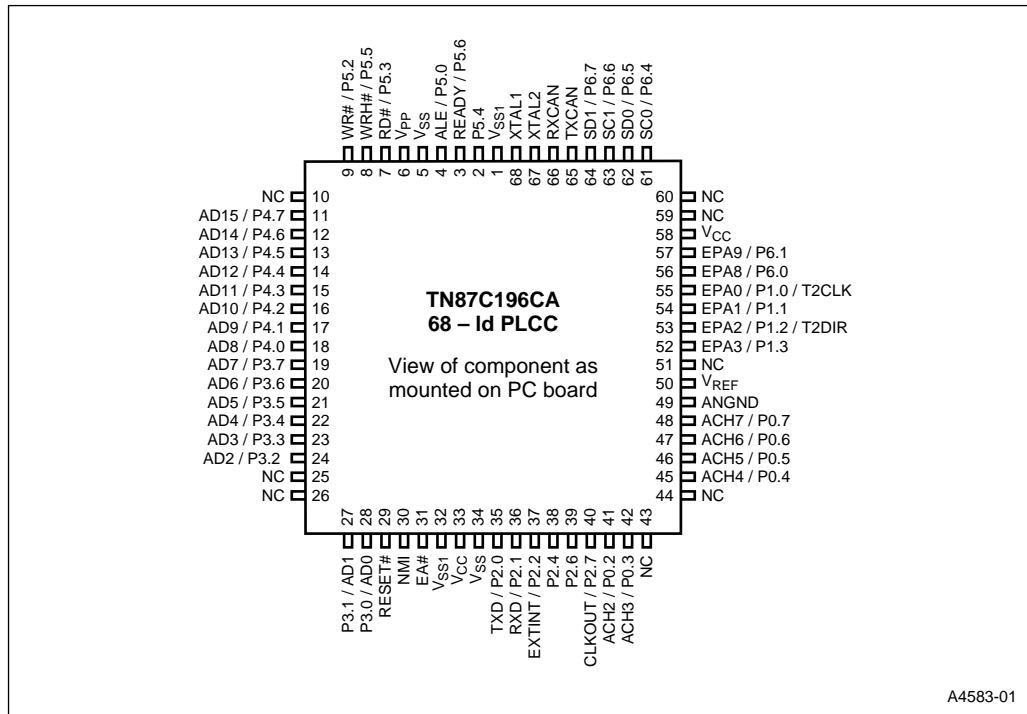 WR# / P5.2
WRH# / P5.5
RD# / P5.3
VPP
VSS
ALE / P5.0
READY / P5.6
P5.4
VSS1
XTAL1
XTAL2
RXCAN
TXCAN
SD1 / P6.7
SC1 / P6.6
SD0 / P6.5
SC0 / P6.4
9 8 7 6 5 4 3 2 1 68 67 66 65 64 63 62 61
NC 10
AD15 / P4.7 11
AD14 / P4.6 12
AD13 / P4.5 13
AD12 / P4.4 14
AD11 / P4.3 15
AD10 / P4.2 16
AD9 / P4.1 17
AD8 / P4.0 18
AD7 / P3.7 19
AD6 / P3.6 20
AD5 / P3.5 21
AD4 / P3.4 22
AD3 / P3.3 23
AD2 / P3.2 24
NC 25
NC 26
TN87C196CA
68 – ld PLCC
View of component as
mounted on PC board
60 NC
59 NC
58 VCC
57 EPA9 / P6.1
56 EPA8 / P6.0
55 EPA0 / P1.0 / T2CLK
54 EPA1 / P1.1
53 EPA2 / P1.2 / T2DIR
52 EPA3 / P1.3
51 NC
50 VREF
49 ANGND
48 ACH7 / P0.7
47 ACH6 / P0.6
46 ACH5 / P0.5
45 ACH4 / P0.4
44 NC
27 28 29 30 31 32 33 34 35 36 37 38 39 40 41 42 43
P3.1 / AD1
P3.0 / AD0
RESET#
NMI
EA#
VSS1
VCC
VSS
TXD / P2.0
RXD / P2.1
EXTINT / P2.2
P2.4
P2.6
CLKOUT / P2.7
ACH2 / P0.2
ACH3 / P0.3
NC
A4583-01